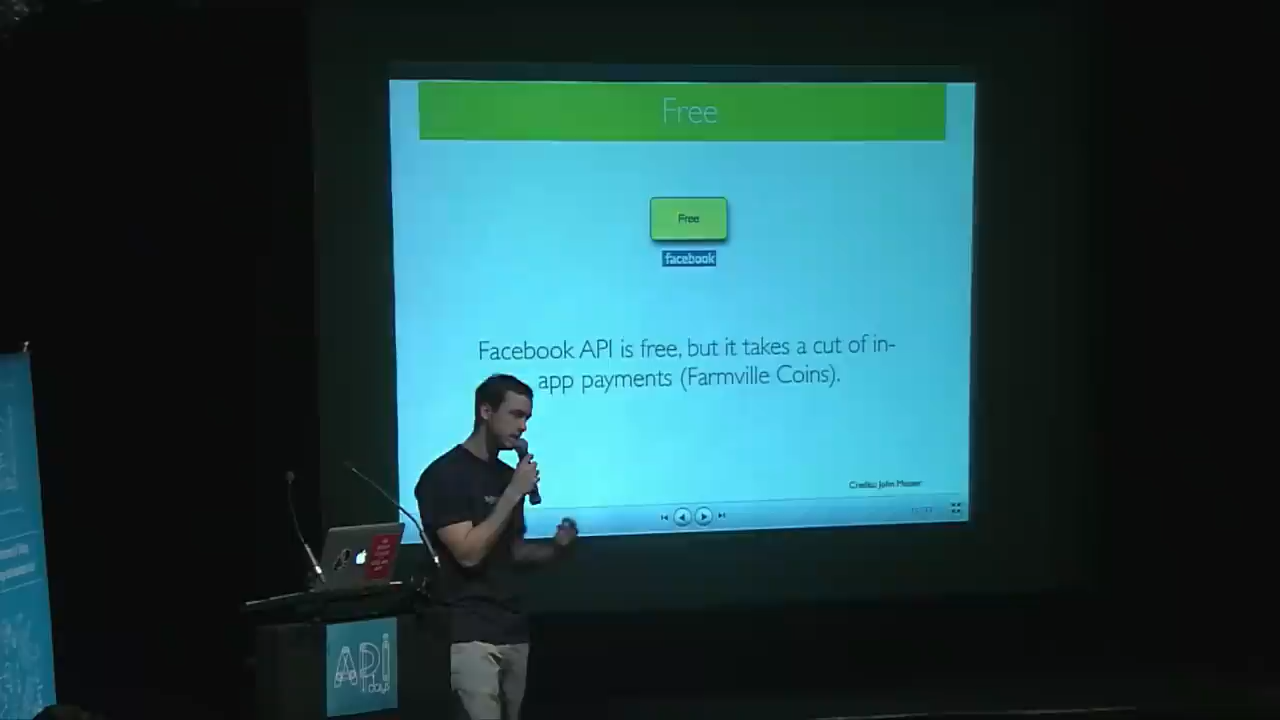 Free
Free
facebook
Facebook API is free, but it takes a cut of in-
app payments (Farmville Coins).
Credits: John Musser
API
days